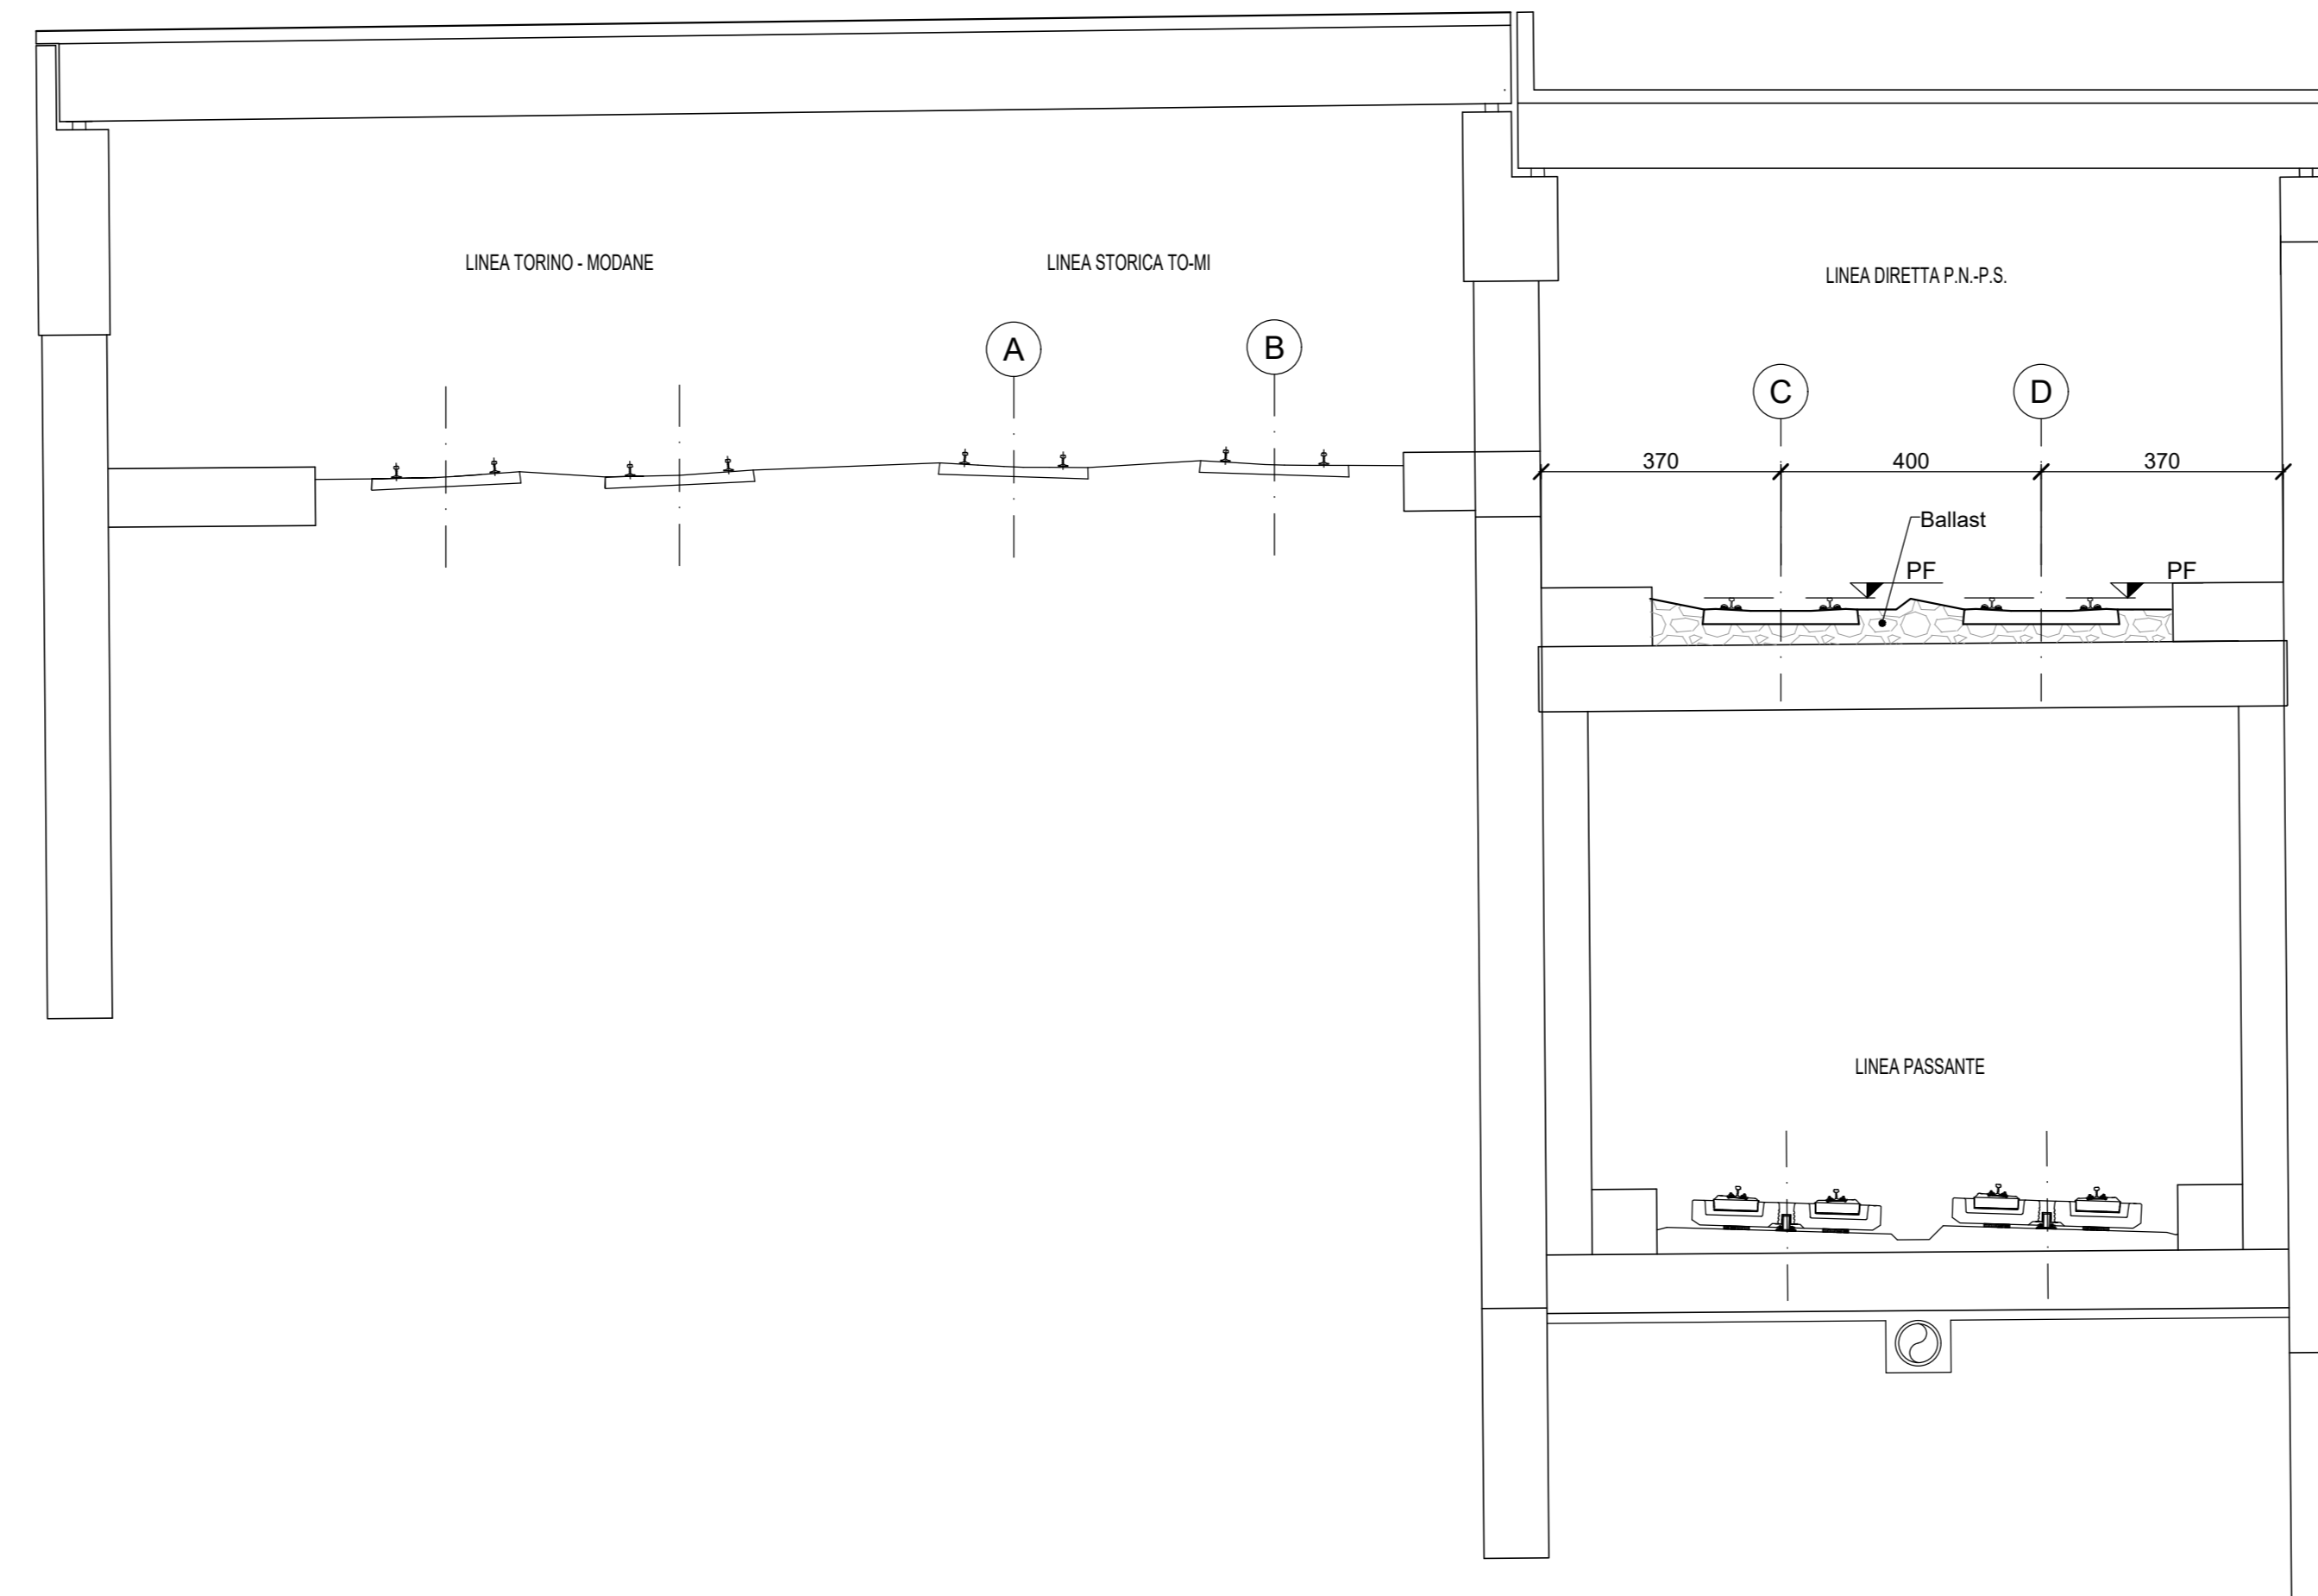 LINEA TORINO - MODANE
LINEA STORICA TO-MI
LINEA DIRETTA P.N.-P.S.
A
B
C
D
370
400
370
Ballast
PF
PF
LINEA PASSANTE